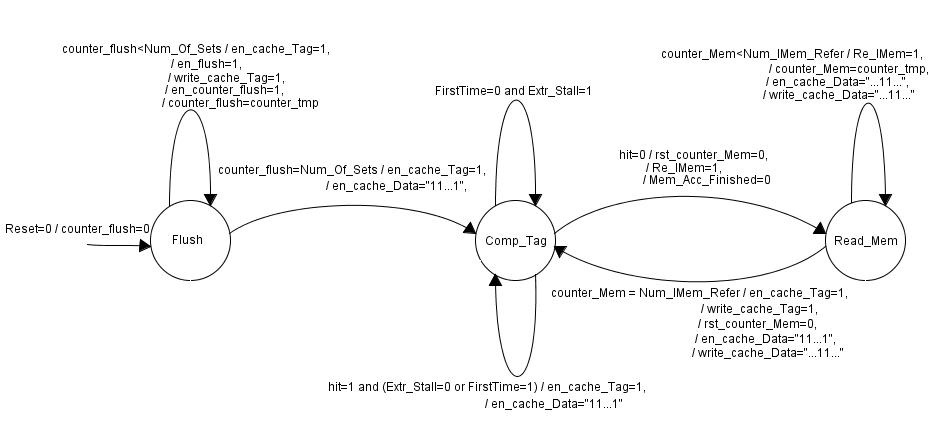 counter_flush<Num_Of_Sets / en_cache_Tag=1,
/ en_flush=1,
/ write_cache_Tag=1,
/ en_counter_flush=1,
/ counter_flush=counter_tmp
FirstTime=0 and Extr_Stall=1
counter_Mem<Num_IMem_Refer / Re_IMem=1,
/ counter_Mem=counter_tmp,
/ en_cache_Data="...11...",
/ write_cache_Data="...11..."
counter_flush=Num_Of_Sets / en_cache_Tag=1,
/ en_cache_Data="11...1",
hit=0 / rst_counter_Mem=0,
/ Re_IMem=1,
/ Mem_Acc_Finished=0
Reset=0 / counter_flush=0
Flush
Comp_Tag
Read_Mem
counter_Mem = Num_IMem_Refer / en_cache_Tag=1,
/ write_cache_Tag=1,
/ rst_counter_Mem=0,
/ en_cache_Data="11...1",
/ write_cache_Data="...11..."
hit=1 and (Extr_Stall=0 or FirstTime=1) / en_cache_Tag=1,
/ en_cache_Data="11...1"